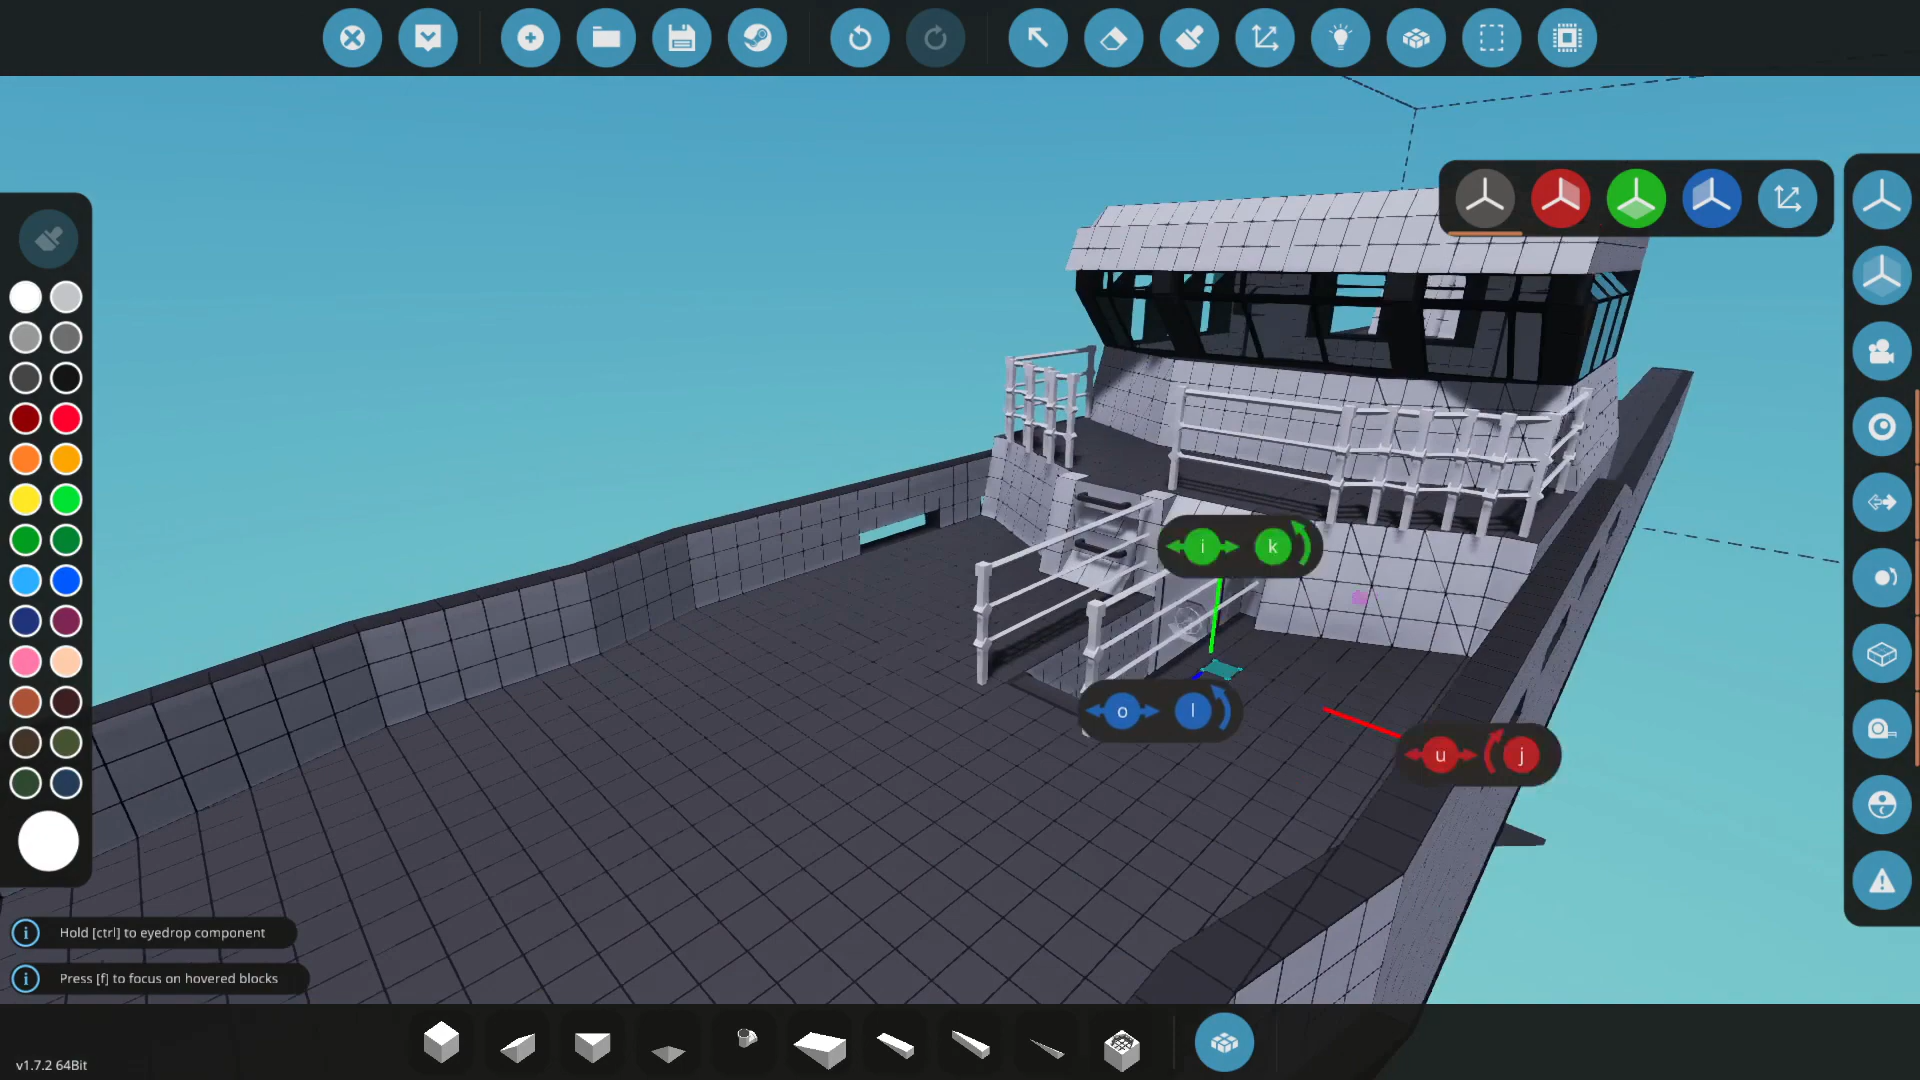 i k
o l
u j
Hold [ctrl] to eyedrop component
Press [f] to focus on hovered blocks
v1.7.2 64Bit